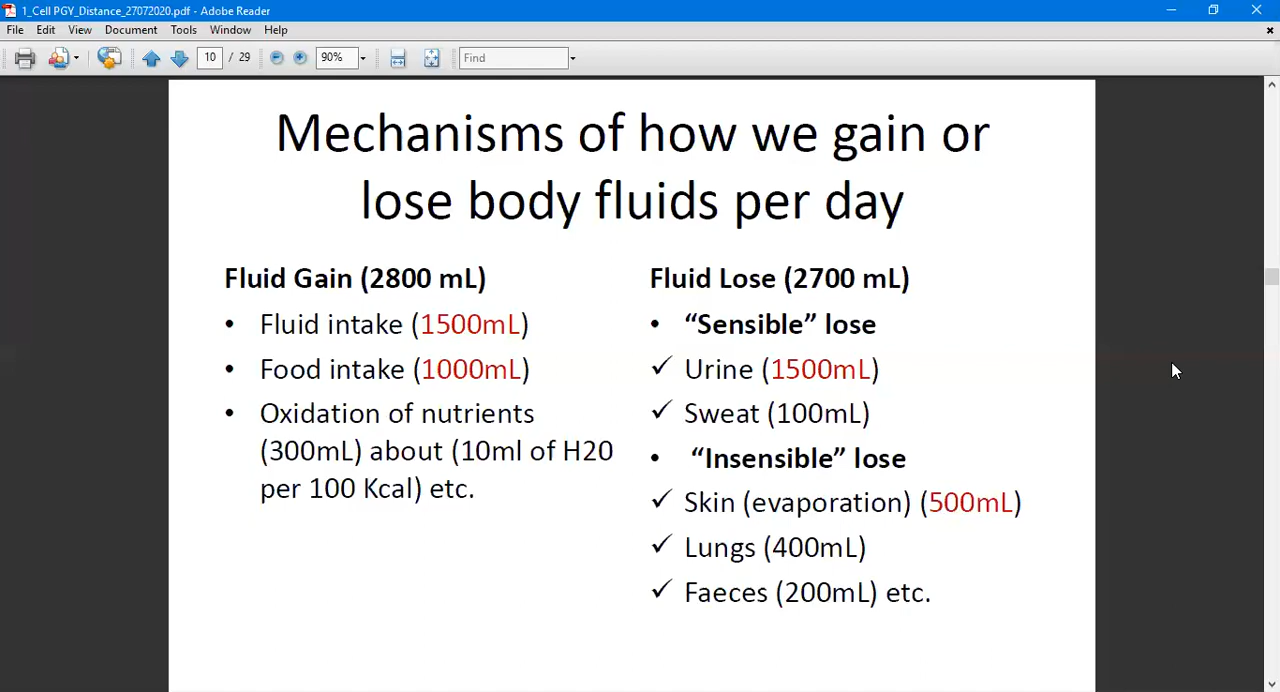 1_Cell PGY_Distance_27072020.pdf - Adobe Reader
File Edit View Document Tools Window Help
10 / 29 90% Find
Mechanisms of how we gain or
lose body fluids per day
Fluid Gain (2800 mL)
• Fluid intake (1500mL)
• Food intake (1000mL)
• Oxidation of nutrients
(300mL) about (10ml of H20
per 100 Kcal) etc.
Fluid Lose (2700 mL)
• “Sensible” lose
✓ Urine (1500mL)
✓ Sweat (100mL)
• “Insensible” lose
✓ Skin (evaporation) (500mL)
✓ Lungs (400mL)
✓ Faeces (200mL) etc.